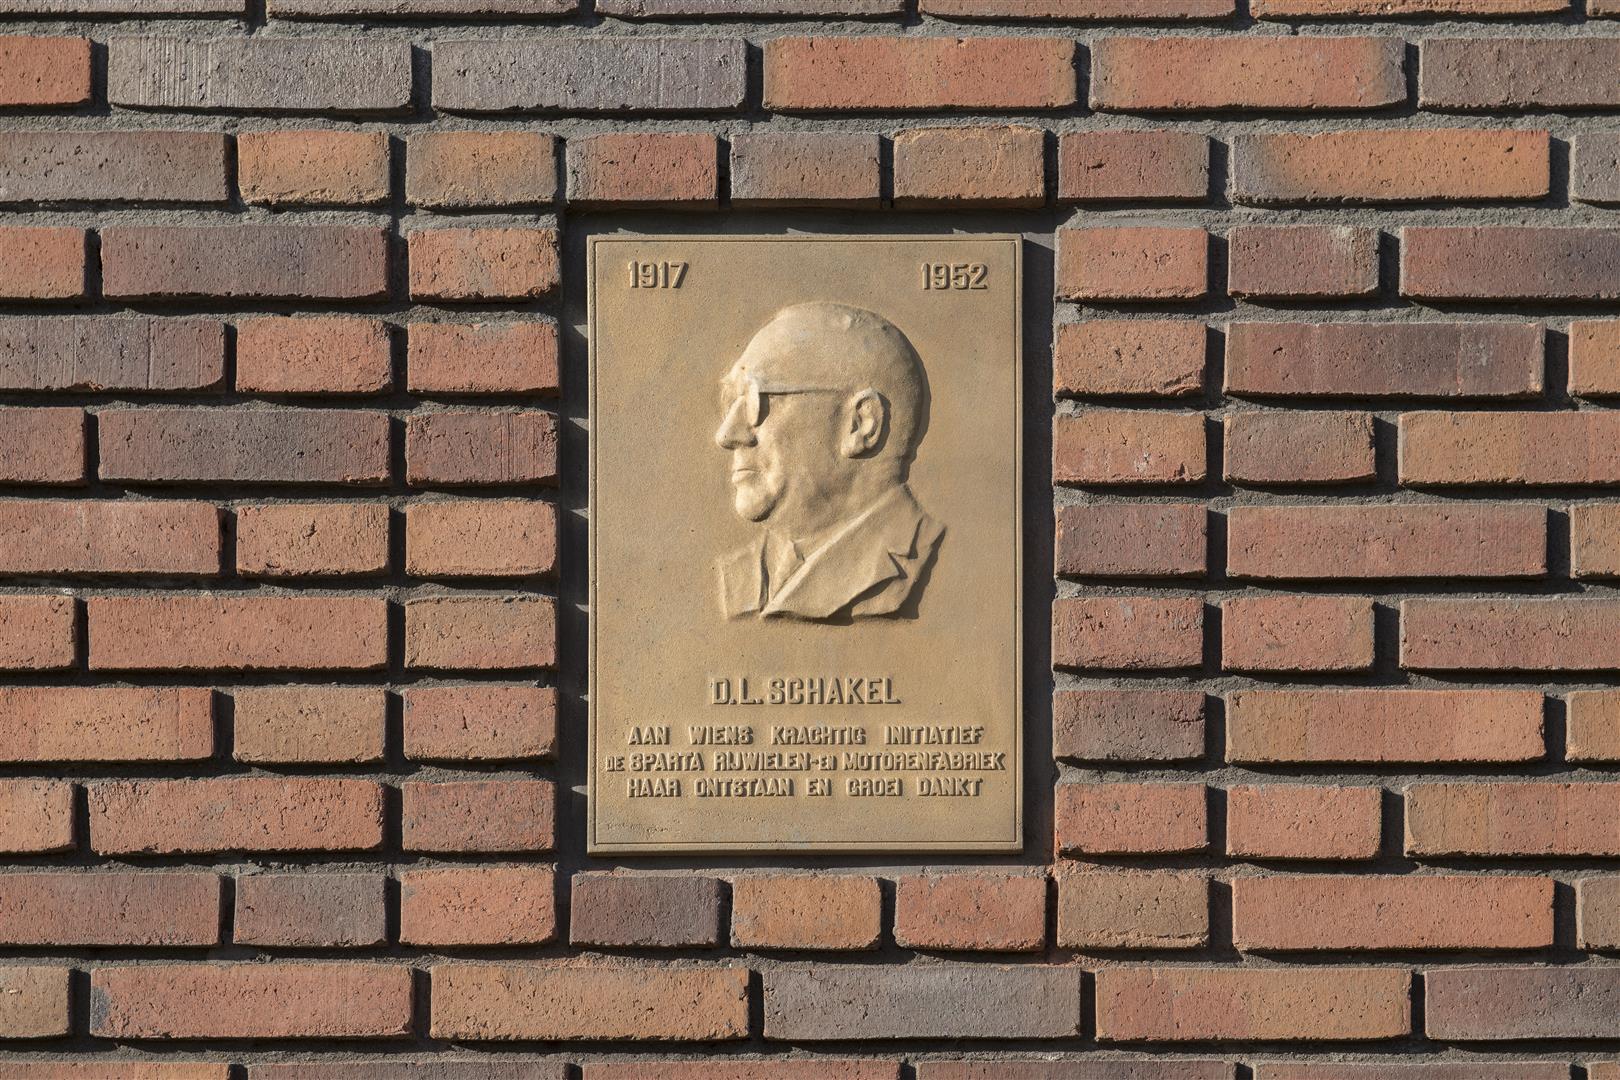 1917 1952
D.L. SCHAKEL
AAN WIENS KRACHTIG INITIATIEF
DE SPARTA RIJWIELEN- EN MOTORENFABRIEK
HAAR ONTSTAAN EN GROEI DANKT